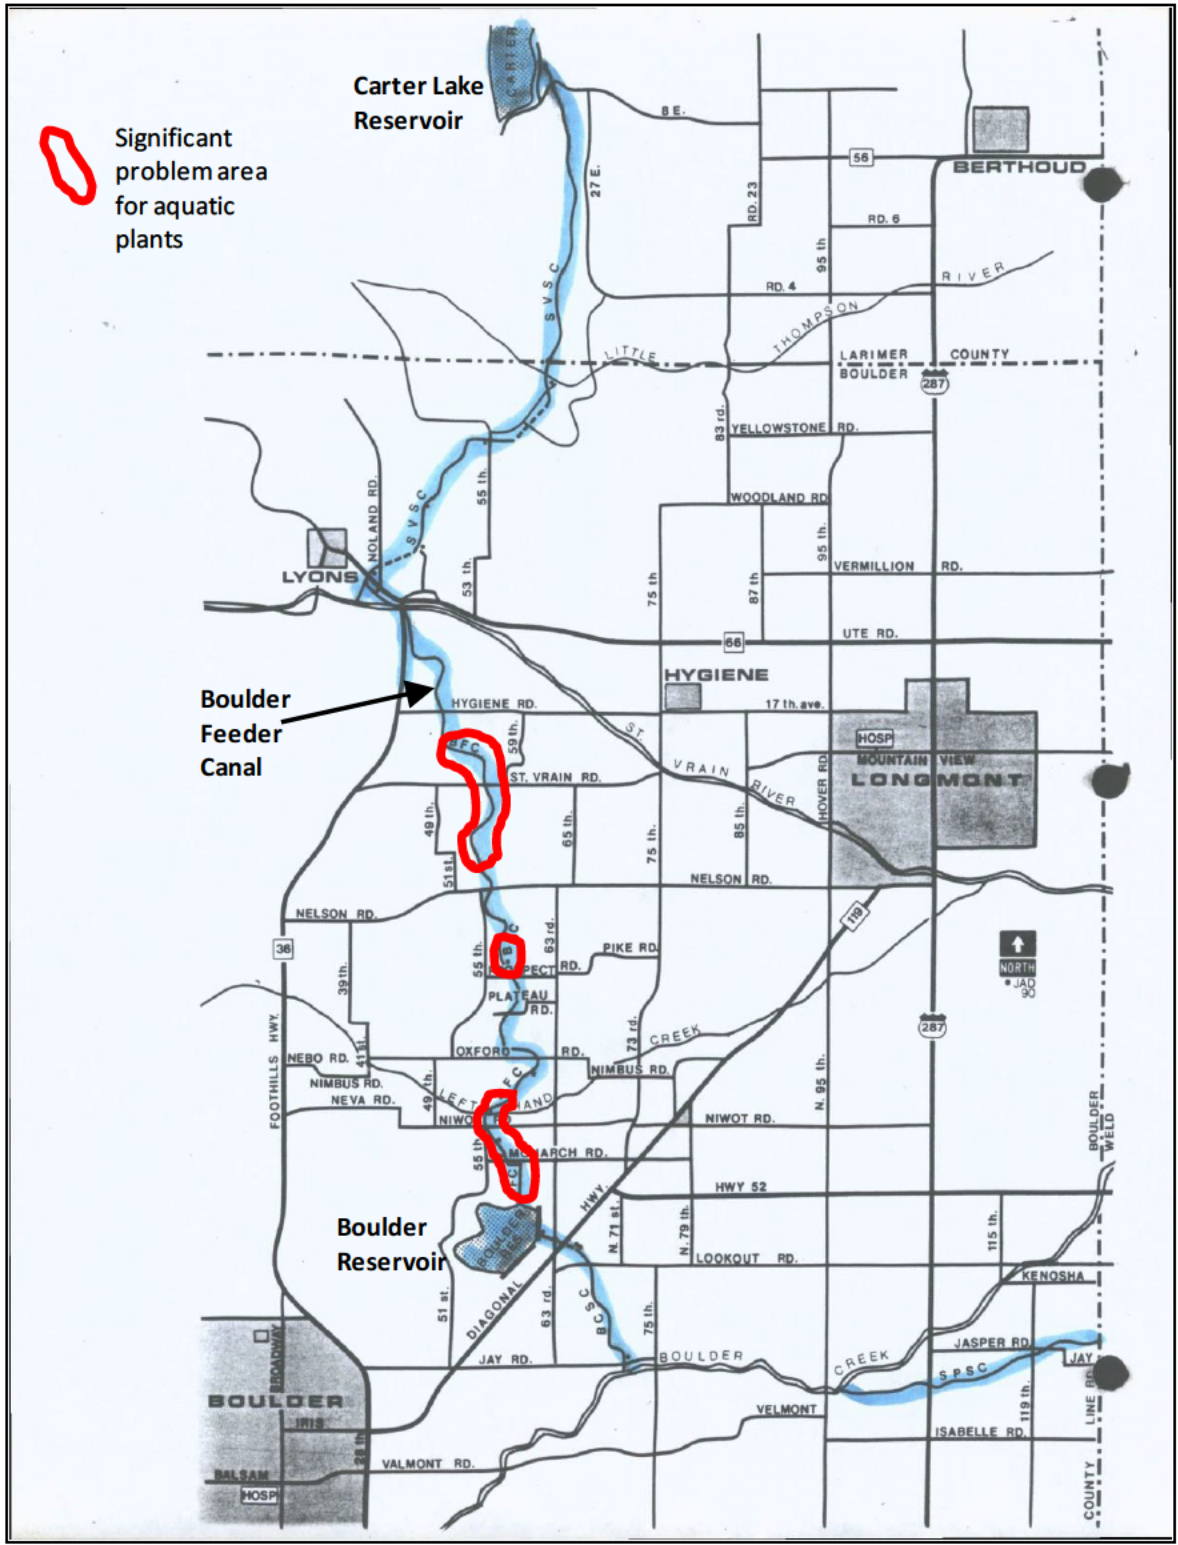 CARTER
Carter Lake
Reservoir
Significant
problem area
for aquatic
plants
8 E.
56
BERTHOUD
27 E.
RD. 23
RD. 6
95 th
SVSC
RD. 4
LITTLE
THOMPSON
RIVER
LARIMER
COUNTY
BOULDER
287
83 rd.
YELLOWSTONE RD.
55 th.
SVSC
NOLAND RD.
WOODLAND RD
95 th.
LYONS
53 th.
75 th
87 th
VERMILLION RD.
66
UTE RD.
HYGIENE
Boulder
Feeder
Canal
HYGIENE RD.
17 th. ave.
BFC
59 th.
ST.
VRAIN
RIVER
HOSP
MOUNTAIN VIEW
LONGMONT
HOVER RD.
ST. VRAIN RD.
49 th.
65 th.
75 th.
85 th.
51 st.
NELSON RD.
NELSON RD.
119
36
39 th.
55 th.
63 rd.
PIKE RD.
RD.
PLATEAU
RD.
NORTH
JAD
90
287
FOOTHILLS HWY.
NEBO RD.
41 st.
OXFORD RD.
73 rd.
CREEK
NIMBUS RD.
NIMBUS RD.
NEVA RD.
49 th.
LEFT HAND
N. 95 th.
NIWOT RD.
BOULDER
WELD
55 th
MONARCH RD.
HWY 52
Boulder
Reservoir
BOULDER
RES.
DIAGONAL
HWY.
N. 71 st.
N. 79 th.
LOOKOUT RD.
115 th.
KENOSHA
51 st.
63 rd.
BCSC
75 th.
JAY RD.
BOULDER
CREEK
JASPER RD.
SPSC
JAY
119 th.
LINE RD.
BROADWAY
BOULDER
IRIS
28 th
VELMONT
ISABELLE RD.
VALMONT RD.
BALSAM
HOSP
COUNTY